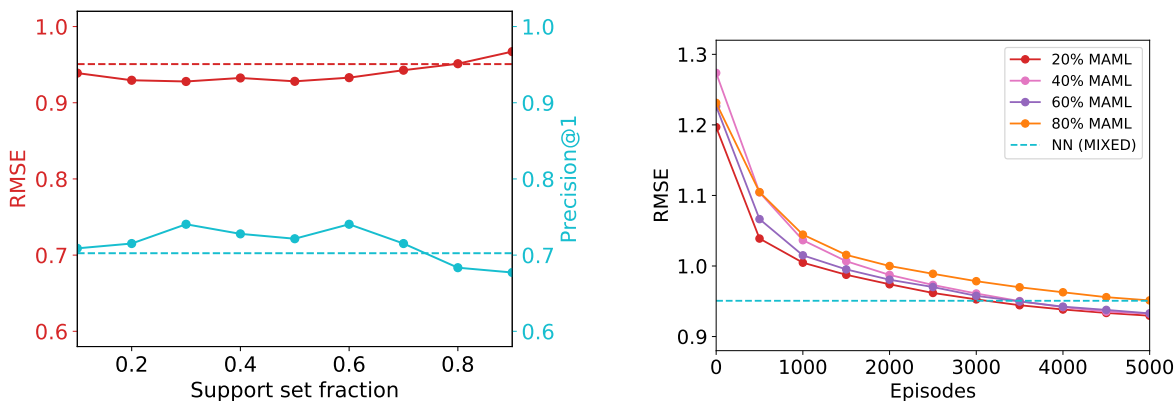 1.0
0.9
0.8
0.7
0.6
RMSE
0.2
0.4
0.6
0.8
Support set fraction
1.0
0.9
0.8
0.7
0.6
Precision@1
1.3
1.2
1.1
1.0
0.9
RMSE
0
1000
2000
3000
4000
5000
Episodes
20% MAML
40% MAML
60% MAML
80% MAML
NN (MIXED)